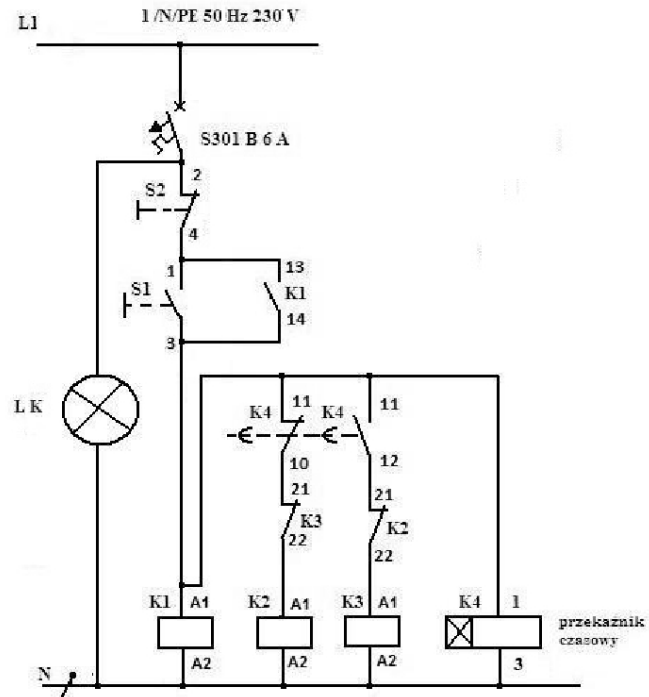 L1
1 /N/PE 50 Hz 230 V
S301 B 6 A
2
S2
4
1
13
S1
K1
14
3
L K
K4
11
K4
11
10
12
21
21
K3
K2
22
22
K1
A1
K2
A1
K3
A1
K4
1
przekaźnik
czasowy
A2
A2
A2
3
N